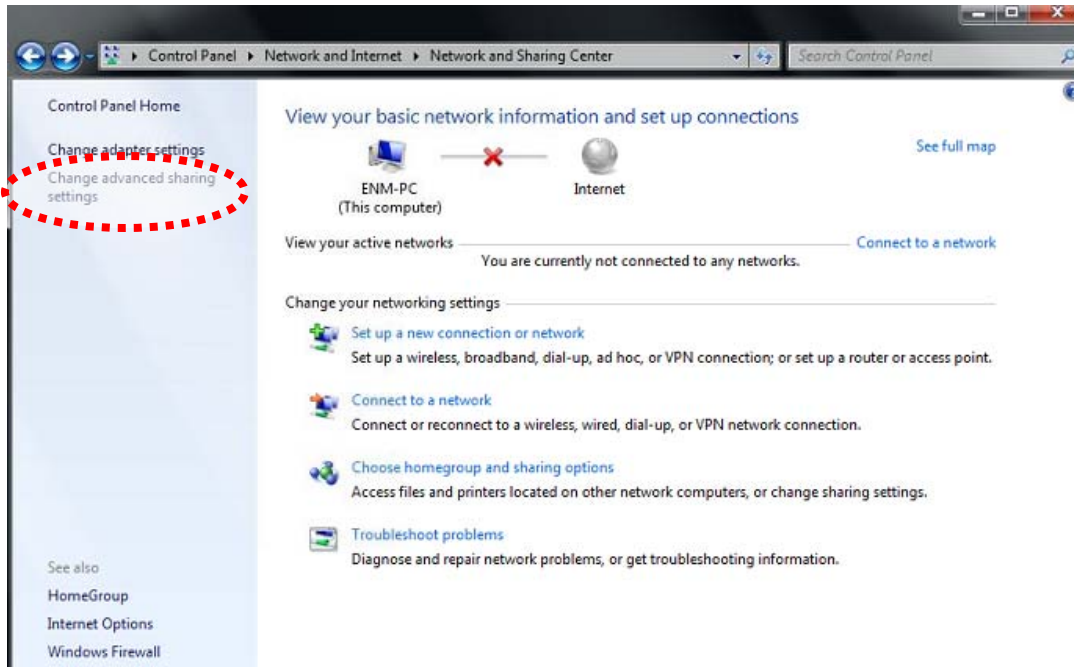 Control Panel Network and Internet Network and Sharing Center Search Control Panel
Control Panel Home
Change adapter settings
Change advanced sharing
settings
View your basic network information and set up connections
See full map
ENM-PC
(This computer)
Internet
View your active networks
Connect to a network
You are currently not connected to any networks.
Change your networking settings
Set up a new connection or network
Set up a wireless, broadband, dial-up, ad hoc, or VPN connection; or set up a router or access point.
Connect to a network
Connect or reconnect to a wireless, wired, dial-up, or VPN network connection.
Choose homegroup and sharing options
Access files and printers located on other network computers, or change sharing settings.
Troubleshoot problems
Diagnose and repair network problems, or get troubleshooting information.
See also
HomeGroup
Internet Options
Windows Firewall